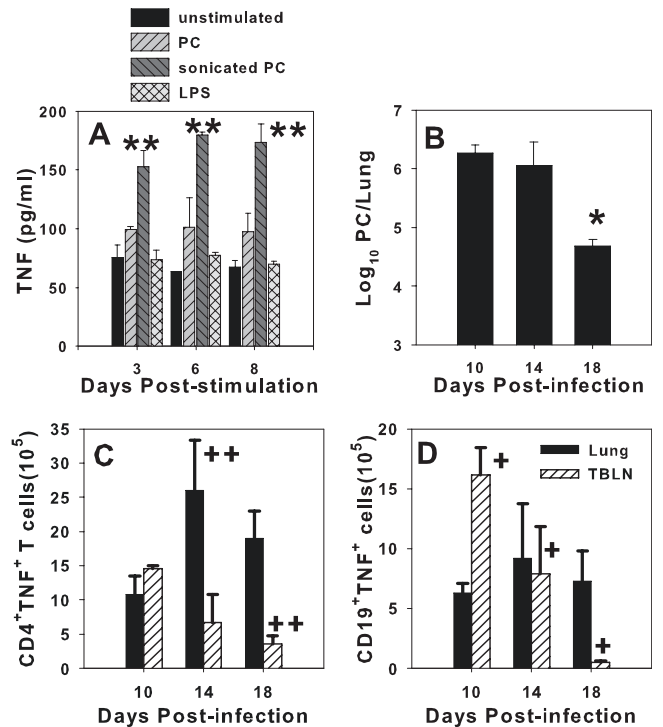 unstimulated
PC
sonicated PC
LPS
A
**
**
**
TNF (pg/ml)
200
150
100
50
0
3 6 8
Days Post-stimulation
B
*
Log10 PC/Lung
7
6
5
4
3
10 14 18
Days Post-infection
C
++
++
CD4+TNF+ T cells(10^5)
35
30
25
20
15
10
5
0
10 14 18
Days Post-infection
D
Lung
TBLN
+
+
+
CD19+TNF+ cells(10^5)
20
15
10
5
0
10 14 18
Days Post-infection